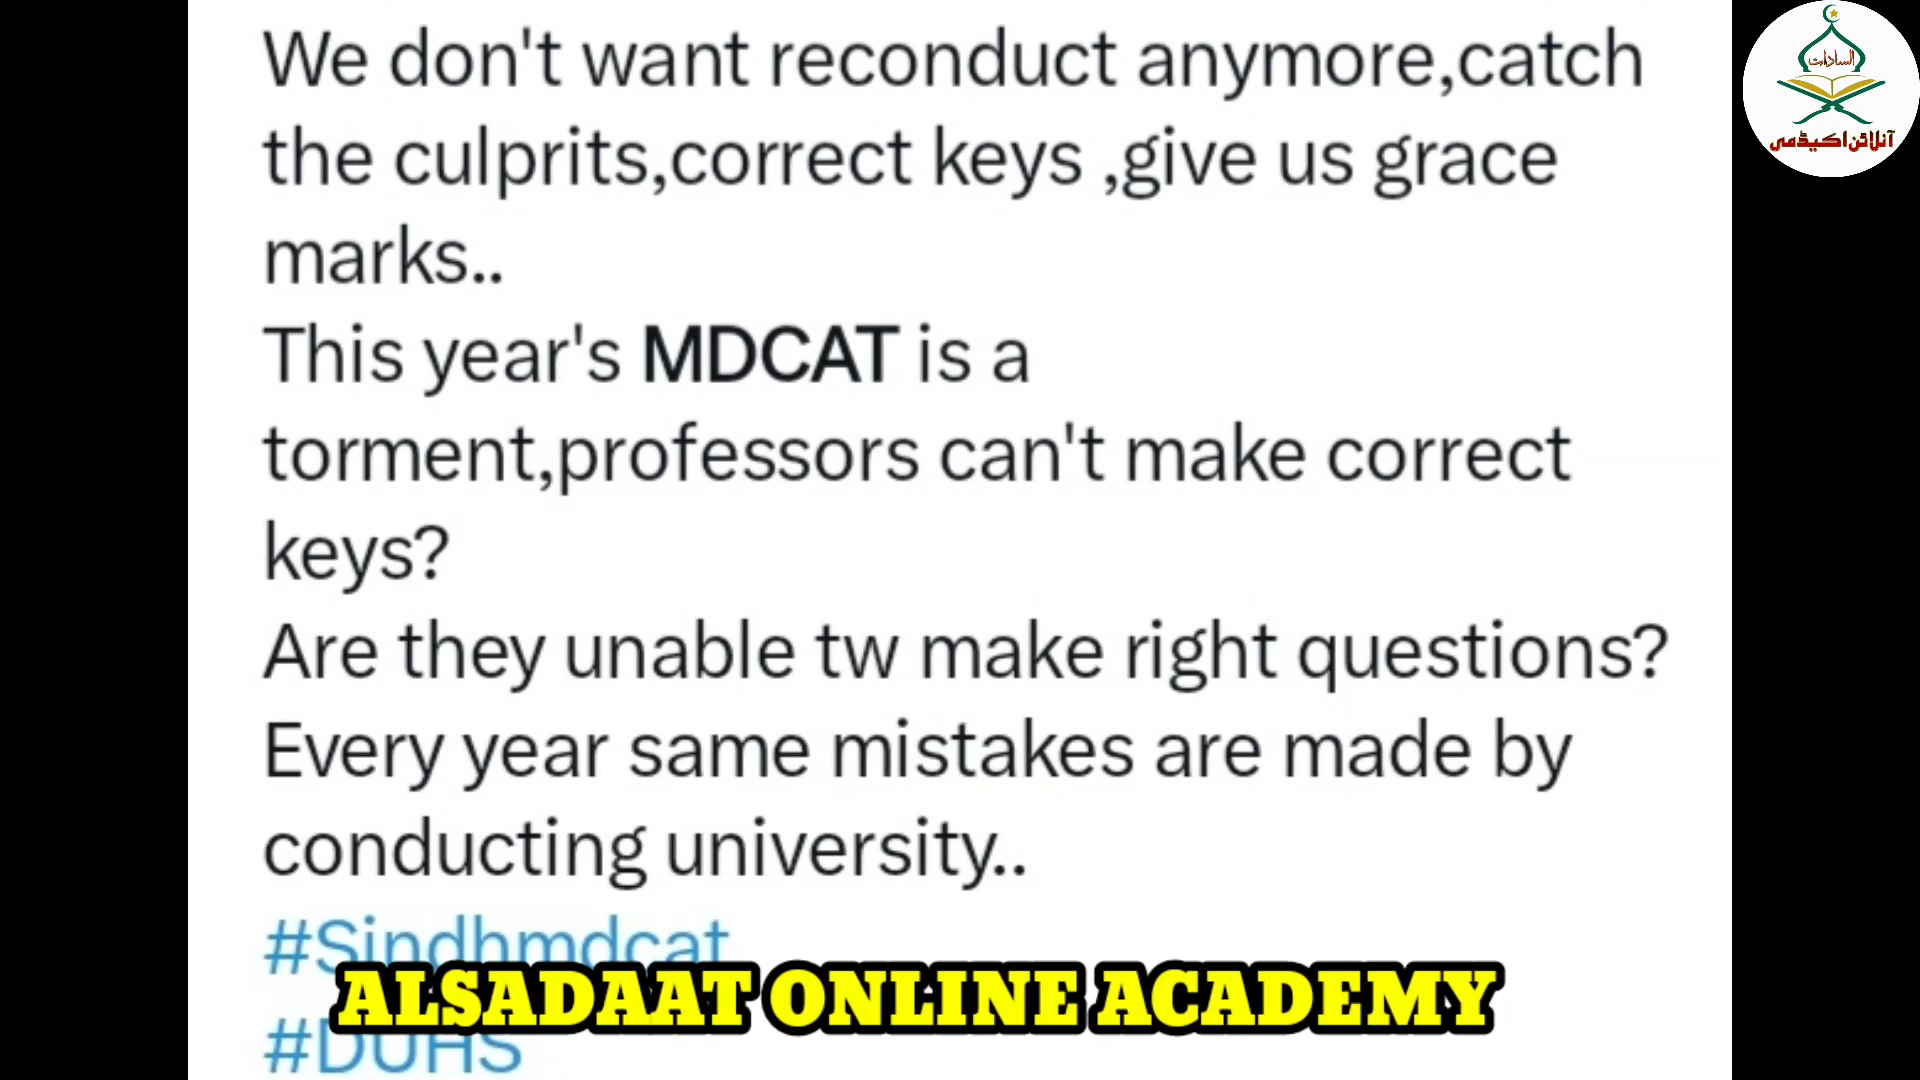 We don't want reconduct anymore,catch
the culprits,correct keys ,give us grace
marks..
This year's MDCAT is a
torment,professors can't make correct
keys?
Are they unable tw make right questions?
Every year same mistakes are made by
conducting university..
#Sindhmdcat
#DUHS
ALSADAAT ONLINE ACADEMY
السادات
آنلائن اکیڈمی